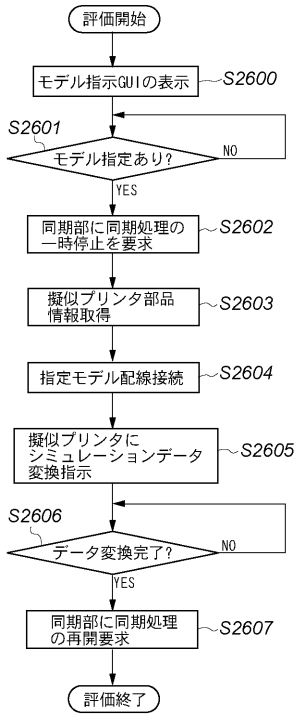 評価開始
モデル指示GUIの表示
S2600
S2601
モデル指定あり?
NO
YES
同期部に同期処理の
一時停止を要求
S2602
擬似プリンタ部品
情報取得
S2603
指定モデル配線接続
S2604
擬似プリンタに
シミュレーションデータ
変換指示
S2605
S2606
データ変換完了?
NO
YES
同期部に同期処理
の再開要求
S2607
評価終了